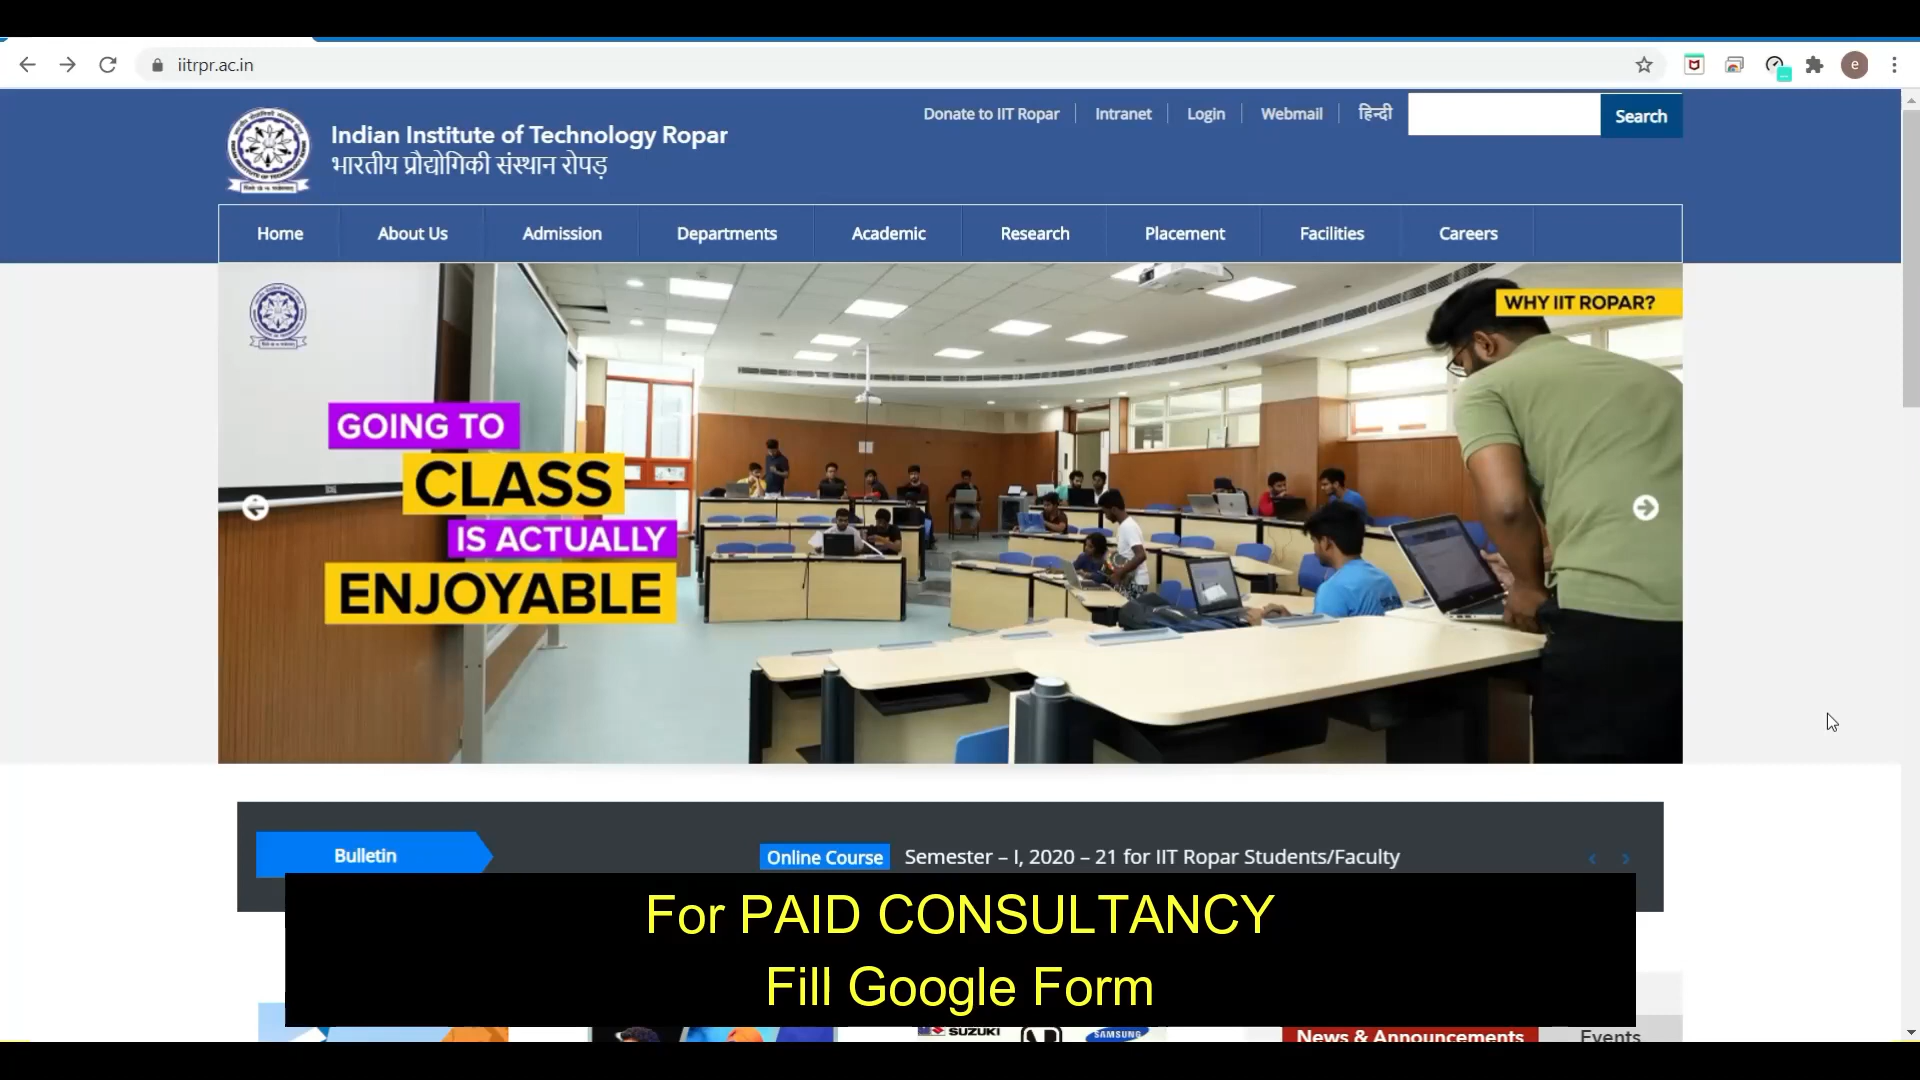 iitrpr.ac.in
e
Donate to IIT Ropar
Intranet
Login
Webmail
हिन्दी
Search
Indian Institute of Technology Ropar
भारतीय प्रौद्योगिकी संस्थान रोपड़
Home
About Us
Admission
Departments
Academic
Research
Placement
Facilities
Careers
WHY IIT ROPAR?
GOING TO
CLASS
IS ACTUALLY
ENJOYABLE
Bulletin
Online Course Semester – I, 2020 – 21 for IIT Ropar Students/Faculty
For PAID CONSULTANCY
Fill Google Form
SUZUKI
SAMSUNG
News & Announcements
Events